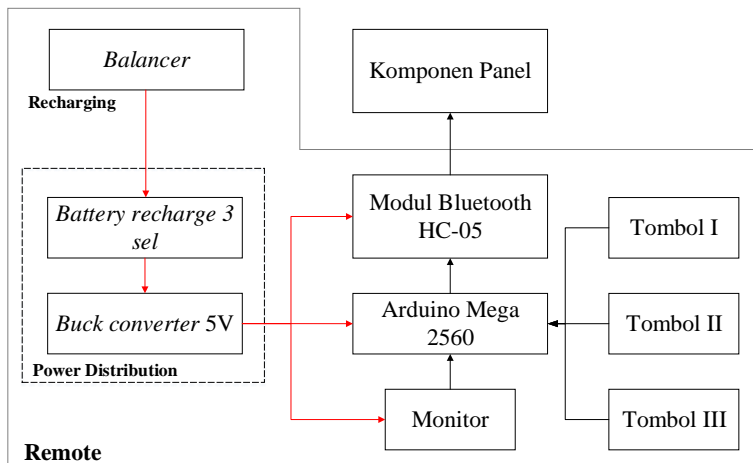 Balancer
Recharging
Komponen Panel
Battery recharge 3
sel
Modul Bluetooth
HC-05
Tombol I
Buck converter 5V
Arduino Mega
2560
Tombol II
Power Distribution
Monitor
Tombol III
Remote